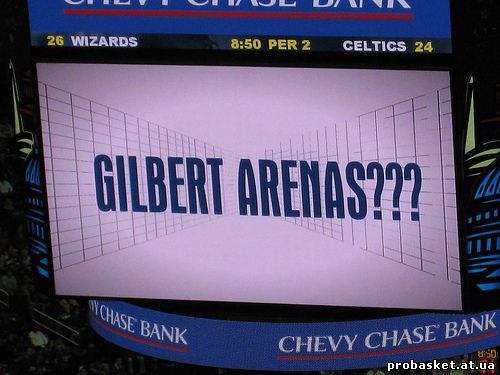 CHEVY CHASE BANK
26 WIZARDS 8:50 PER 2 CELTICS 24
GILBERT ARENAS???
Y CHASE BANK
CHEVY CHASE BANK
8:50
probasket.at.ua